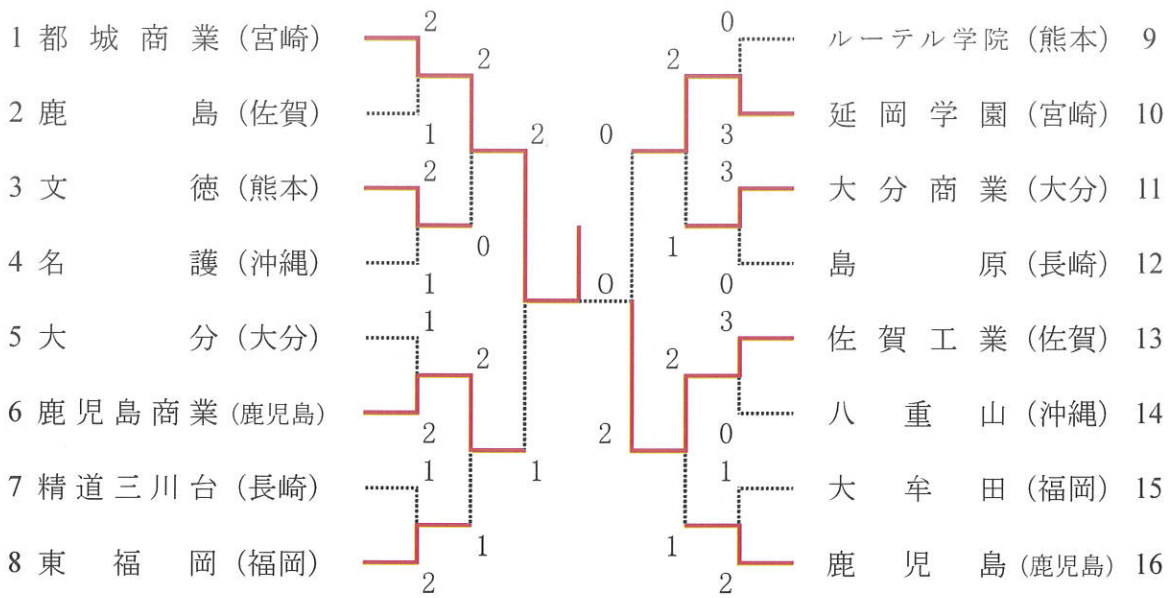 1 都城商業 (宮崎) 2 0 ルーテル学院 (熊本) 9
2 2
2 鹿島 (佐賀) 延岡学園 (宮崎) 10
1 2 0 3
3 文徳 (熊本) 2 3 大分商業 (大分) 11
0 1
4 名護 (沖縄) 島原 (長崎) 12
1 0 0
5 大分 (大分) 1 3 佐賀工業 (佐賀) 13
2 2
6 鹿児島商業 (鹿児島) 八重山 (沖縄) 14
2 2 0
7 精道三川台 (長崎) 1 1 1 大牟田 (福岡) 15
1 1
8 東福岡 (福岡) 鹿児島 (鹿児島) 16
2 2